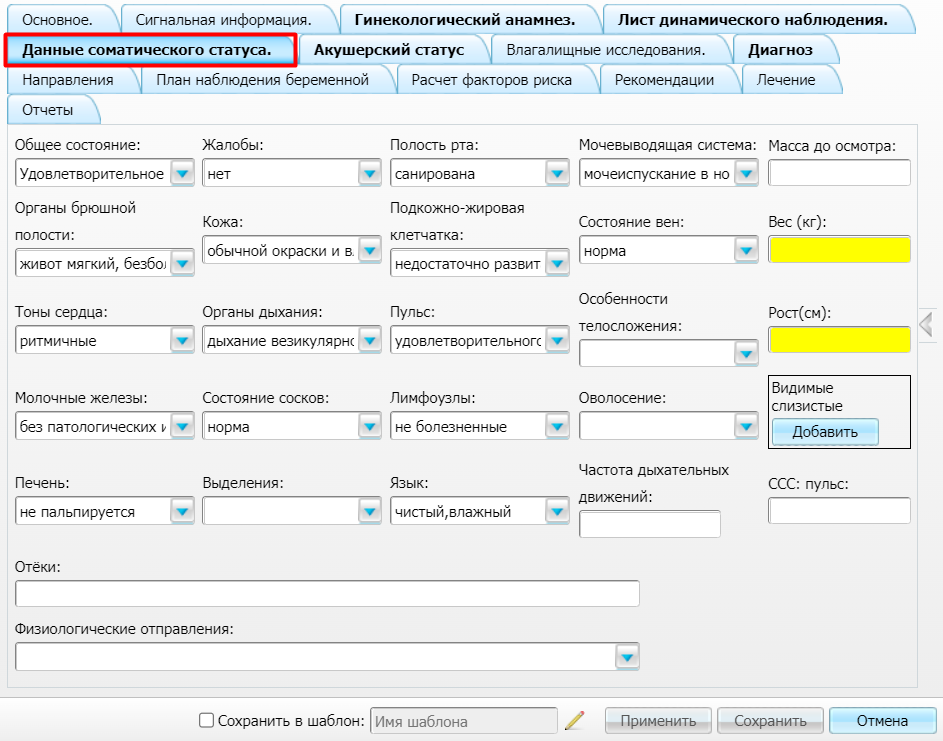 Основное. Сигнальная информация. Гинекологический анамнез. Лист динамического наблюдения.
Данные соматического статуса. Акушерский статус Влагалищные исследования. Диагноз
Направления План наблюдения беременной Расчет факторов риска Рекомендации Лечение
Отчеты
Общее состояние: Жалобы: Полость рта: Мочевыводящая система: Масса до осмотра:
Удовлетворительное нет санирована мочеиспускание в но
Органы брюшной
полости:
Кожа:
Подкожно-жировая
клетчатка:
Состояние вен: Вес (кг):
живот мягкий, безбол обычной окраски и вл недостаточно развит норма
Тоны сердца: Органы дыхания: Пульс:
Особенности
телосложения:
Рост(см):
ритмичные дыхание везикулярно удовлетворительного
Молочные железы: Состояние сосков: Лимфоузлы: Оволосение:
Видимые
слизистые
без патологических и норма не болезненные
Добавить
Печень: Выделения: Язык:
Частота дыхательных
движений:
ССС: пульс:
не пальпируется чистый,влажный
Отёки:
Физиологические отправления:
Сохранить в шаблон: Имя шаблона Применить Сохранить Отмена